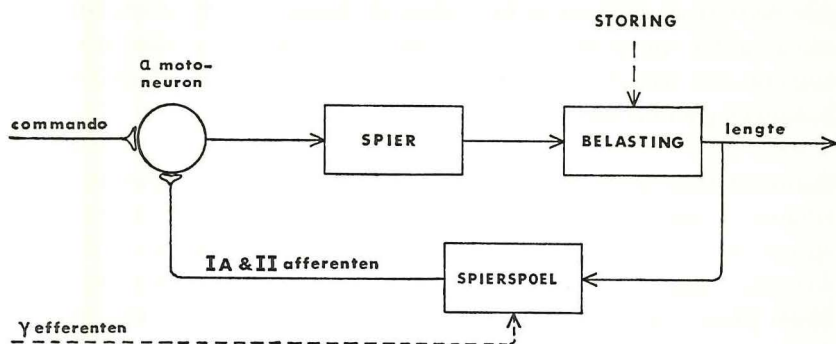 STORING
α moto-
neuron
commando
SPIER
BELASTING
lengte
IA & II afferenten
SPIERSPOEL
γ efferenten